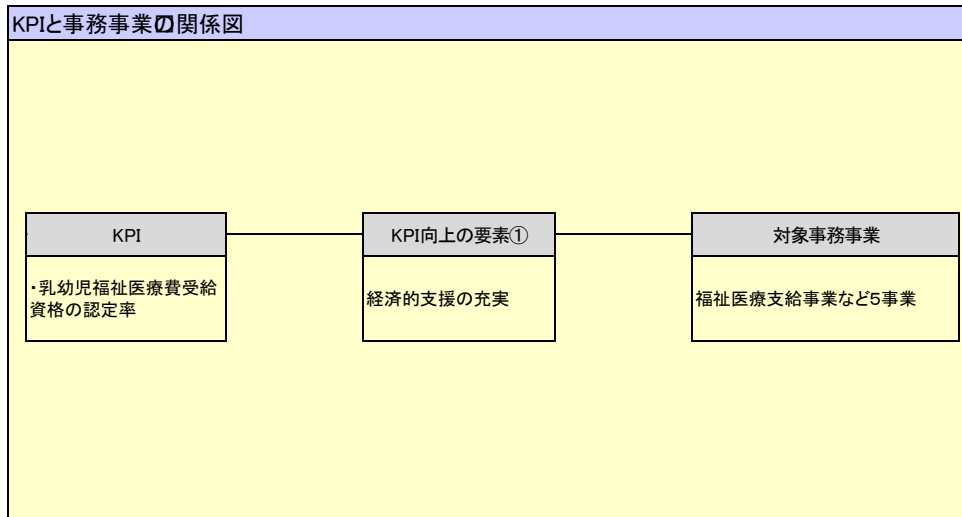 KPIと事務事業の関係図
KPI
KPI向上の要素①
対象事務事業
・乳幼児福祉医療費受給
資格の認定率
経済的支援の充実
福祉医療支給事業など5事業